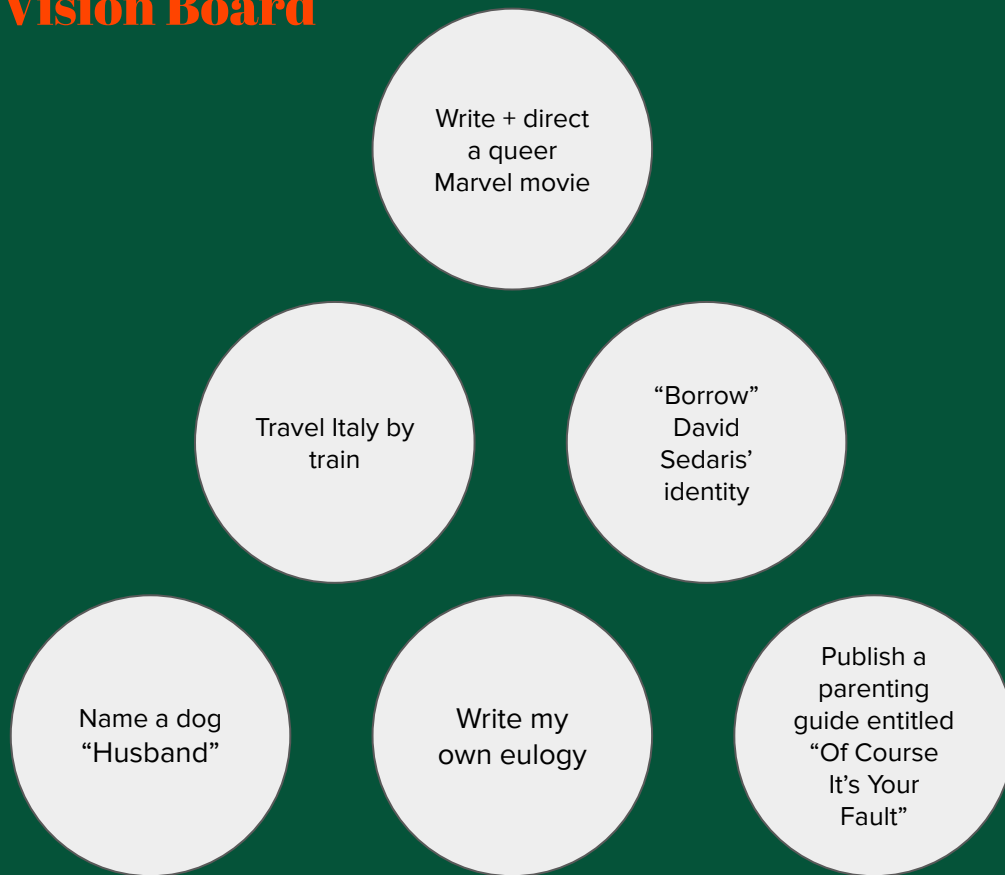 Vision Board
Write + direct
a queer
Marvel movie
Travel Italy by
train
“Borrow”
David
Sedaris’
identity
Name a dog
“Husband”
Write my
own eulogy
Publish a
parenting
guide entitled
“Of Course
It’s Your
Fault”